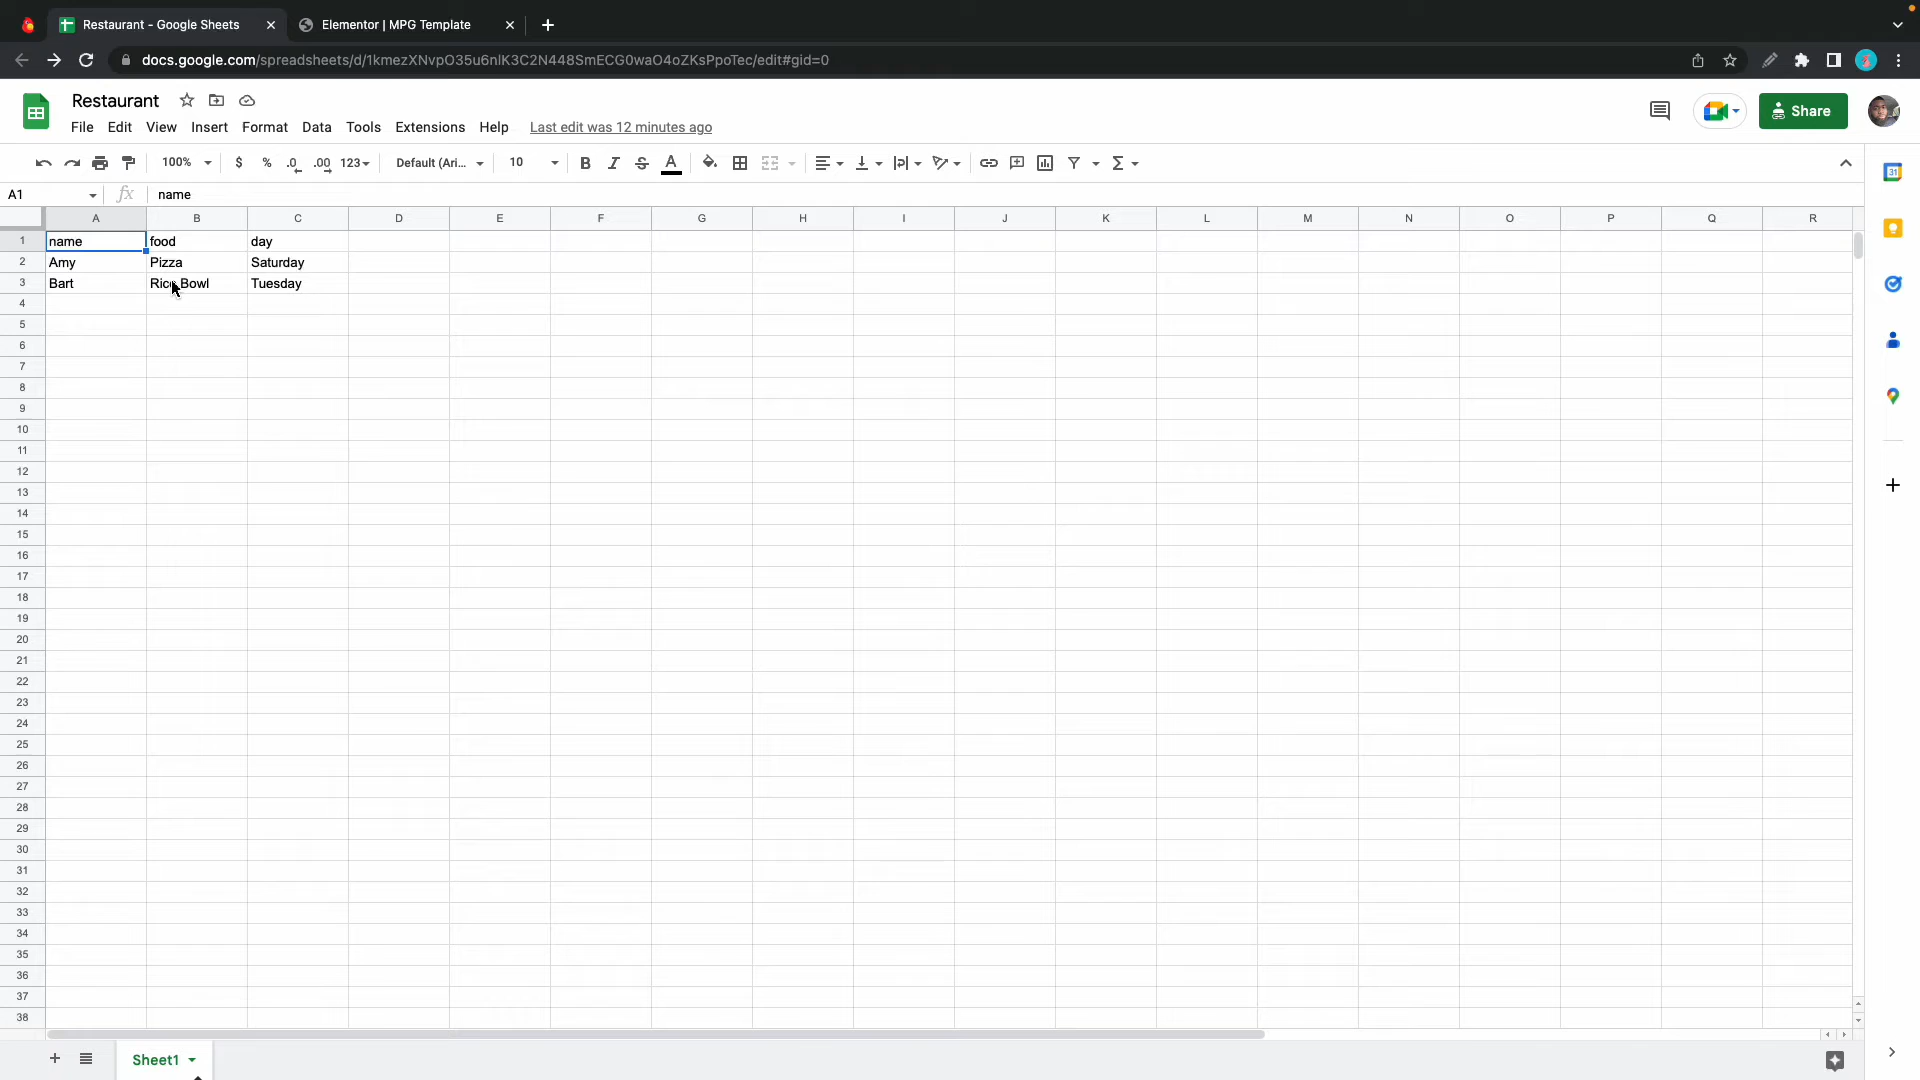 Restaurant - Google Sheets
Elementor | MPG Template
docs.google.com/spreadsheets/d/1kmezXNvpO35u6nlK3C2N448SmECG0waO4oZKsPpoTec/edit#gid=0
Restaurant
File Edit View Insert Format Data Tools Extensions Help Last edit was 12 minutes ago
Share
100% $ % .0 .00 123 Default (Ari... 10 B I S A
31
A1 fx name
A B C D E F G H I J K L M N O P Q R
1 name food day
2 Amy Pizza Saturday
3 Bart Rice Bowl Tuesday
4
5
6
7
8
9
10
11
12
13
14
15
16
17
18
19
20
21
22
23
24
25
26
27
28
29
30
31
32
33
34
35
36
37
38
Sheet1